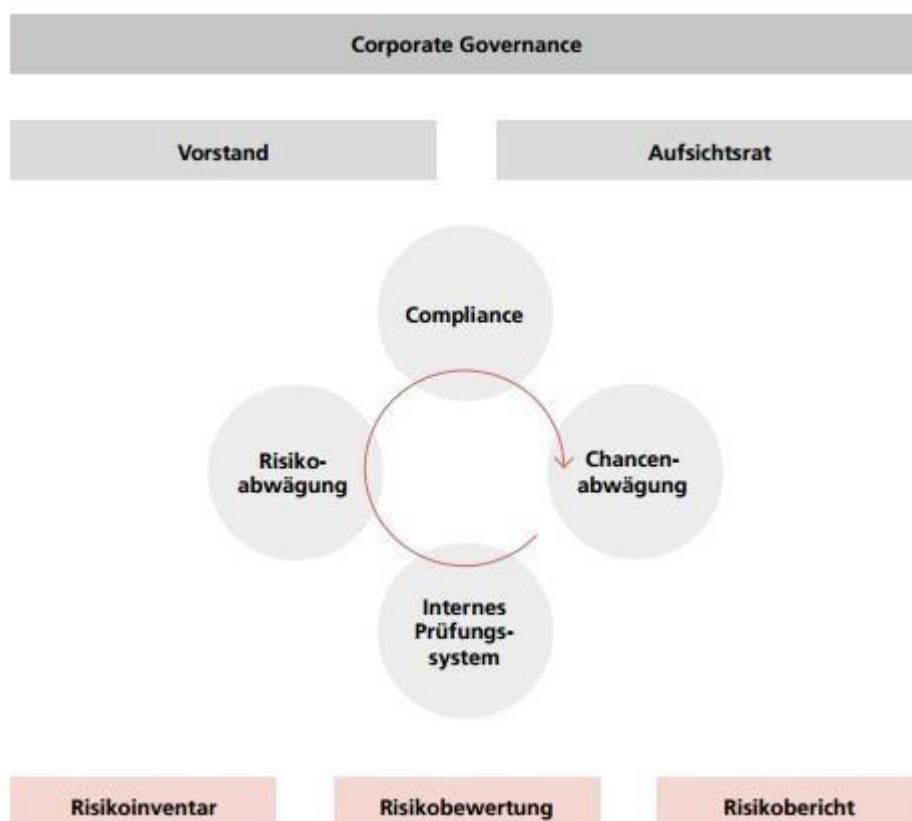 Corporate Governance
Vorstand
Aufsichtsrat
Compliance
Risiko-
abwägung
Chancen-
abwägung
Internes
Prüfungs-
system
Risikoinventar
Risikobewertung
Risikobericht